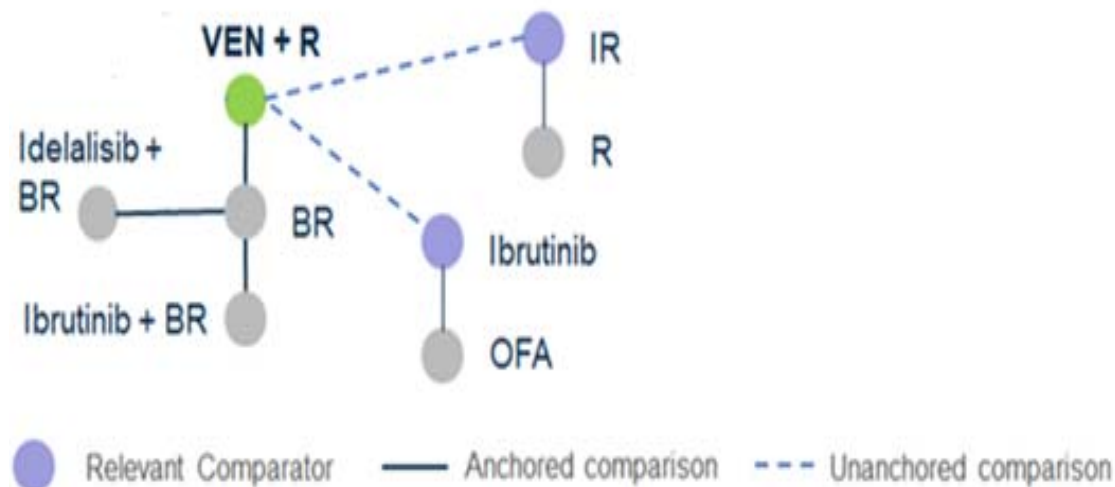 VEN + R
IR
R
Idelalisib +
BR
BR
Ibrutinib
Ibrutinib + BR
OFA
Relevant Comparator
Anchored comparison
Unanchored comparison